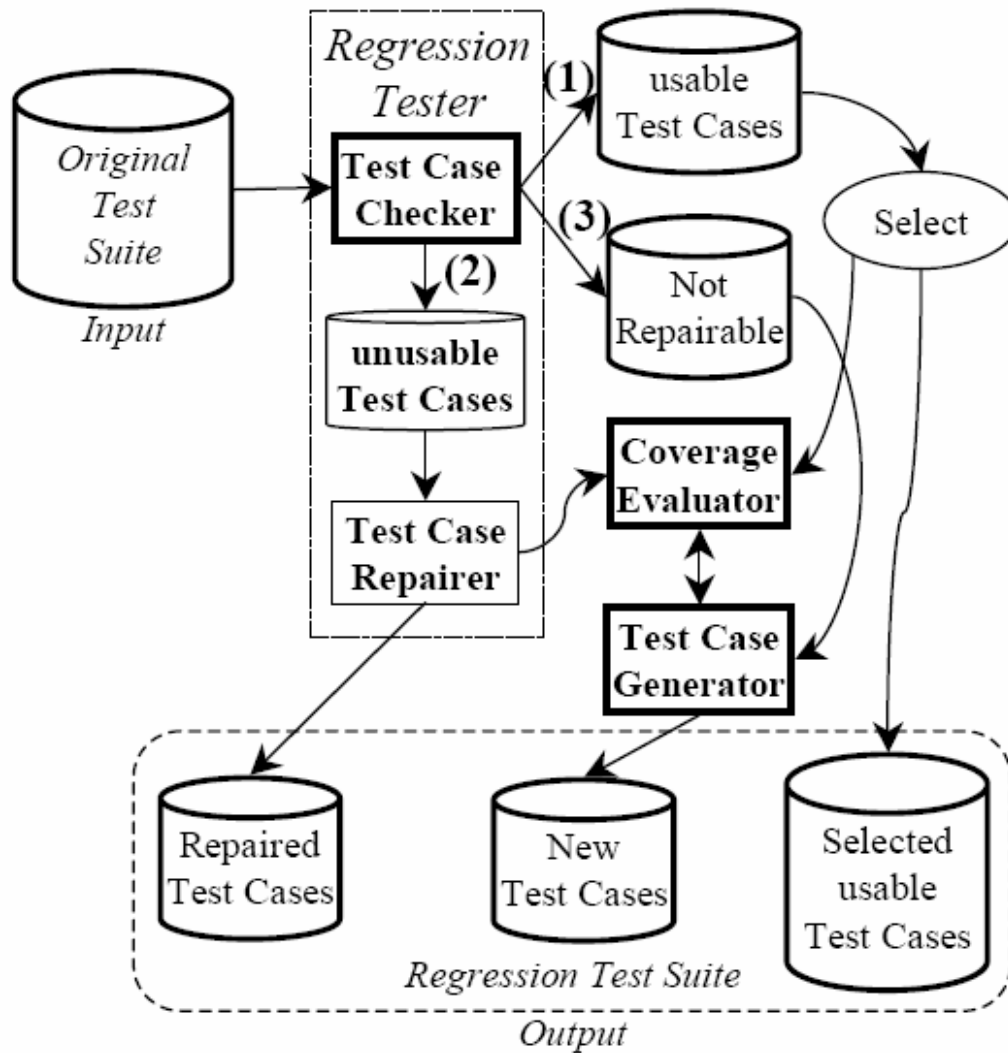 Regression
Tester
(1)
usable
Test Cases
Original
Test
Suite
Input
Test Case
Checker
Select
(3)
(2)
Not
Repairable
unusable
Test Cases
Coverage
Evaluator
Test Case
Repairer
Test Case
Generator
Repaired
Test Cases
New
Test Cases
Selected
usable
Test Cases
Regression Test Suite
Output